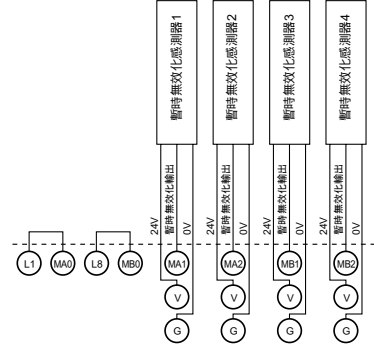 暫時無效化感測器1
暫時無效化感測器2
暫時無效化感測器3
暫時無效化感測器4
24V
暫時無效化輸出
0V
24V
暫時無效化輸出
0V
24V
暫時無效化輸出
0V
24V
暫時無效化輸出
0V
L1
MA0
L8
MB0
MA1
MA2
MB1
MB2
V
V
V
V
G
G
G
G